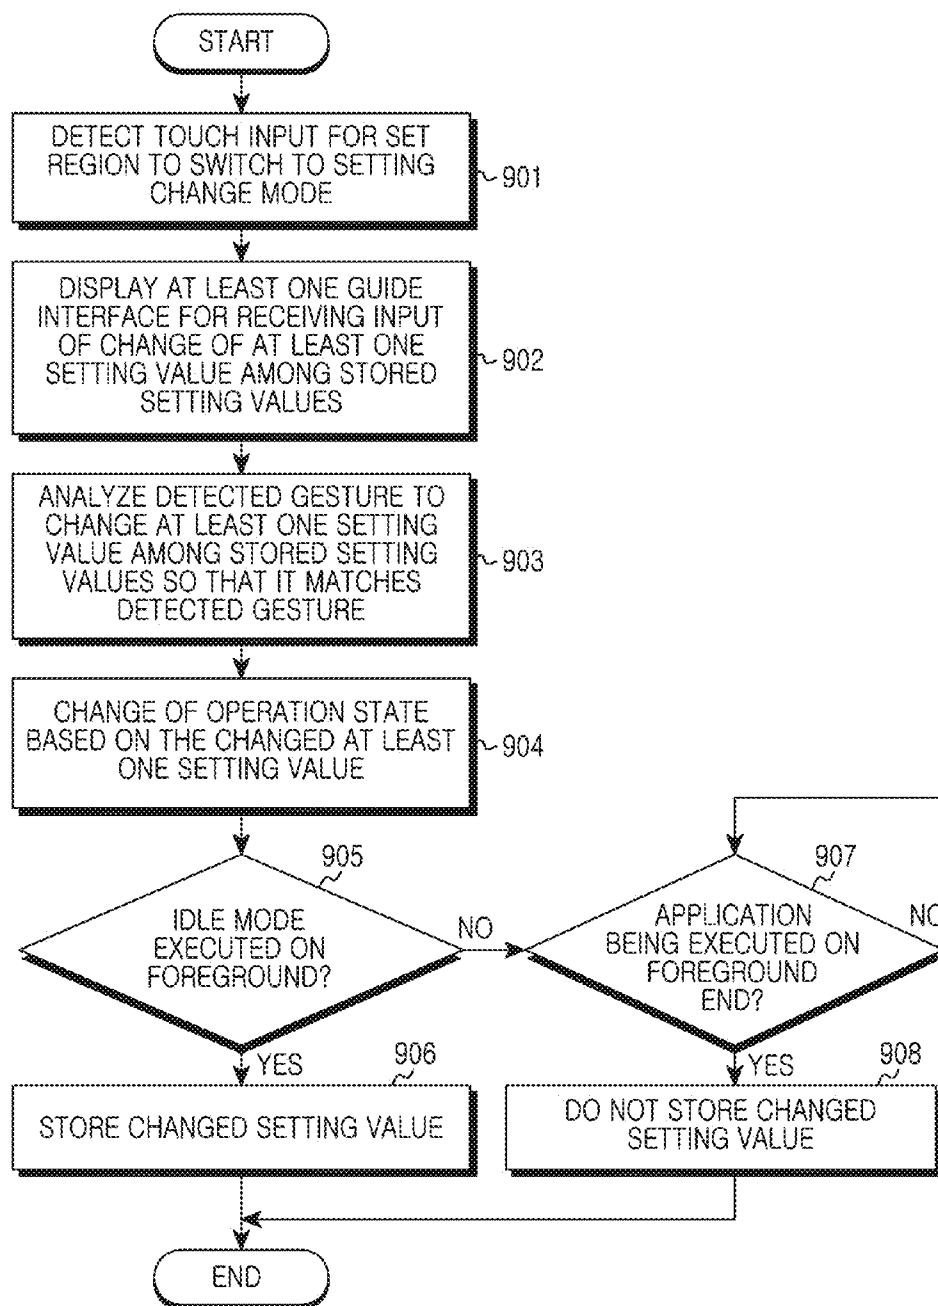 START
DETECT TOUCH INPUT FOR SET
REGION TO SWITCH TO SETTING
CHANGE MODE
901
DISPLAY AT LEAST ONE GUIDE
INTERFACE FOR RECEIVING INPUT
OF CHANGE OF AT LEAST ONE
SETTING VALUE AMONG STORED
SETTING VALUES
902
ANALYZE DETECTED GESTURE TO
CHANGE AT LEAST ONE SETTING
VALUE AMONG STORED SETTING
VALUES SO THAT IT MATCHES
DETECTED GESTURE
903
CHANGE OF OPERATION STATE
BASED ON THE CHANGED AT LEAST
ONE SETTING VALUE
904
905
IDLE MODE
EXECUTED ON
FOREGROUND?
NO
907
APPLICATION
BEING EXECUTED ON
FOREGROUND
END?
NO
YES
906
STORE CHANGED SETTING VALUE
YES
908
DO NOT STORE CHANGED
SETTING VALUE
END